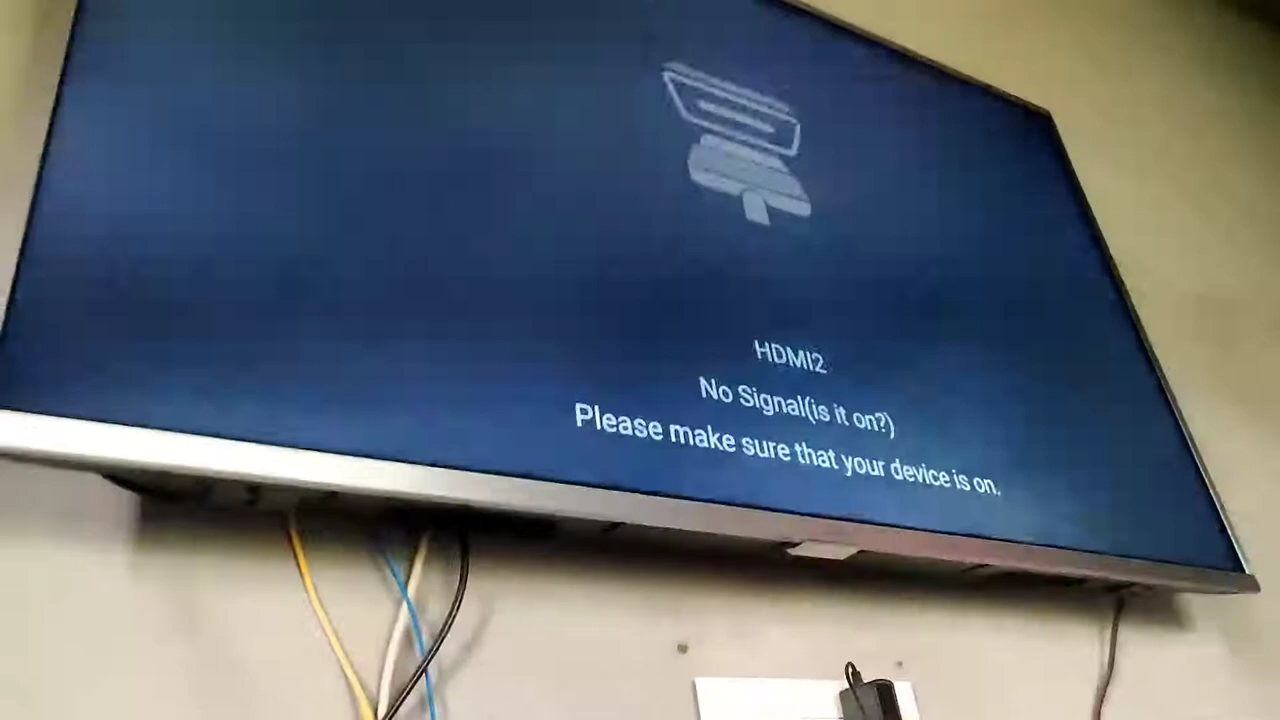 HDMI2
No Signal(is it on?)
Please make sure that your device is on.